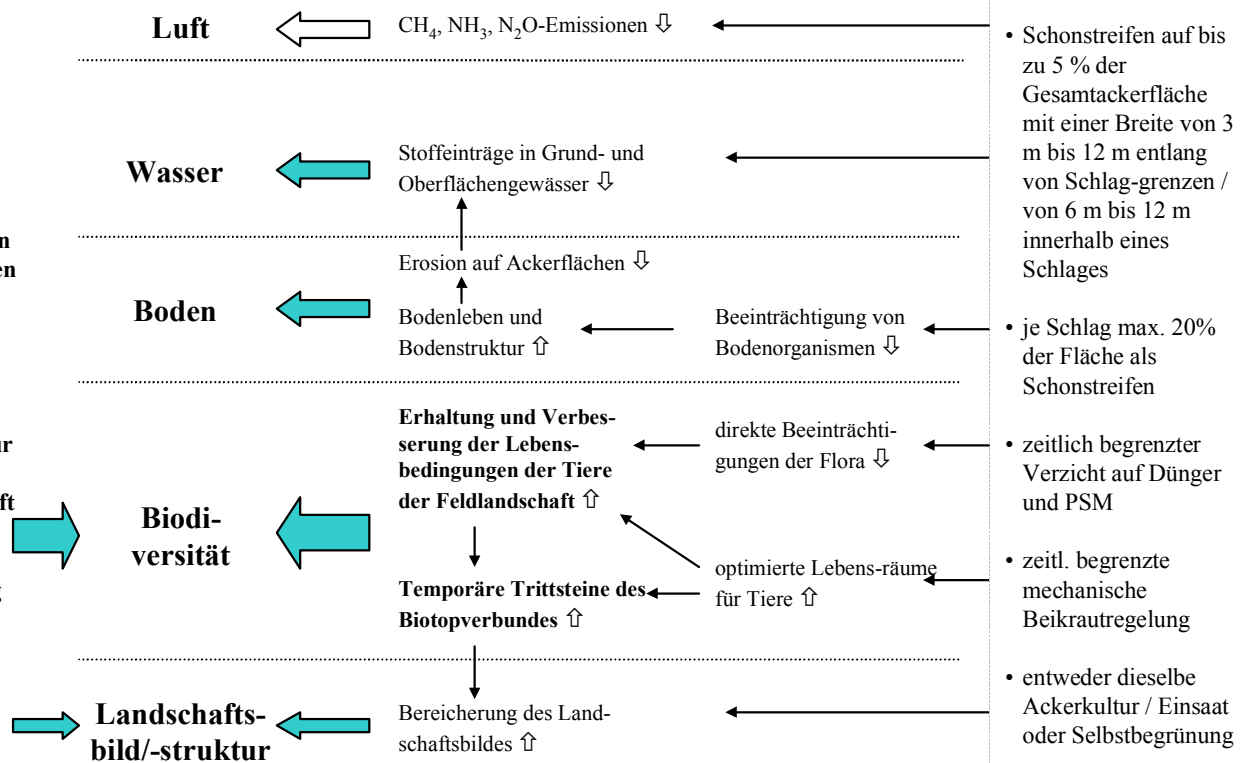 Luft
CH₄, NH₃, N₂O-Emissionen ⇩
Wasser
Stoffeinträge in Grund- und
Oberflächengewässer ⇩
Boden
Erosion auf Ackerflächen ⇩
Bodenleben und
Bodenstruktur ⇧
Beeinträchtigung von
Bodenorganismen ⇩
Biodi-
versität
Erhaltung und Verbes-
serung der Lebens-
bedingungen der Tiere
der Feldlandschaft ⇧
direkte Beeinträchti-
gungen der Flora ⇩
Temporäre Trittsteine des
Biotopverbundes ⇧
optimierte Lebens-räume
für Tiere ⇧
Landschafts-
bild/-struktur
Bereicherung des Land-
schaftsbildes ⇧
• Schonstreifen auf bis
zu 5 % der
Gesamtackerfläche
mit einer Breite von 3
m bis 12 m entlang
von Schlag-grenzen /
von 6 m bis 12 m
innerhalb eines
Schlages
• je Schlag max. 20%
der Fläche als
Schonstreifen
• zeitlich begrenzter
Verzicht auf Dünger
und PSM
• zeitl. begrenzte
mechanische
Beikrautregelung
• entweder dieselbe
Ackerkultur / Einsaat
oder Selbstbegrünung